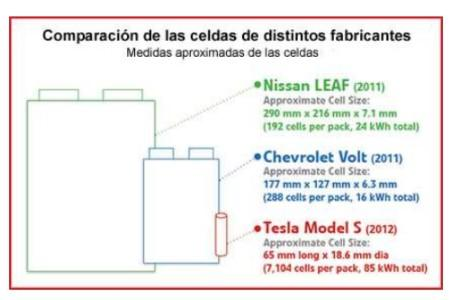 Comparación de las celdas de distintos fabricantes
Medidas aproximadas de las celdas
Nissan LEAF (2011)
Approximate Cell Size:
290 mm x 216 mm x 7.1 mm
(192 cells per pack, 24 kWh total)
Chevrolet Volt (2011)
Approximate Cell Size:
177 mm x 127 mm x 6.3 mm
(288 cells per pack, 16 kWh total)
Tesla Model S (2012)
Approximate Cell Size:
65 mm long x 18.6 mm dia
(7,104 cells per pack, 85 kWh total)